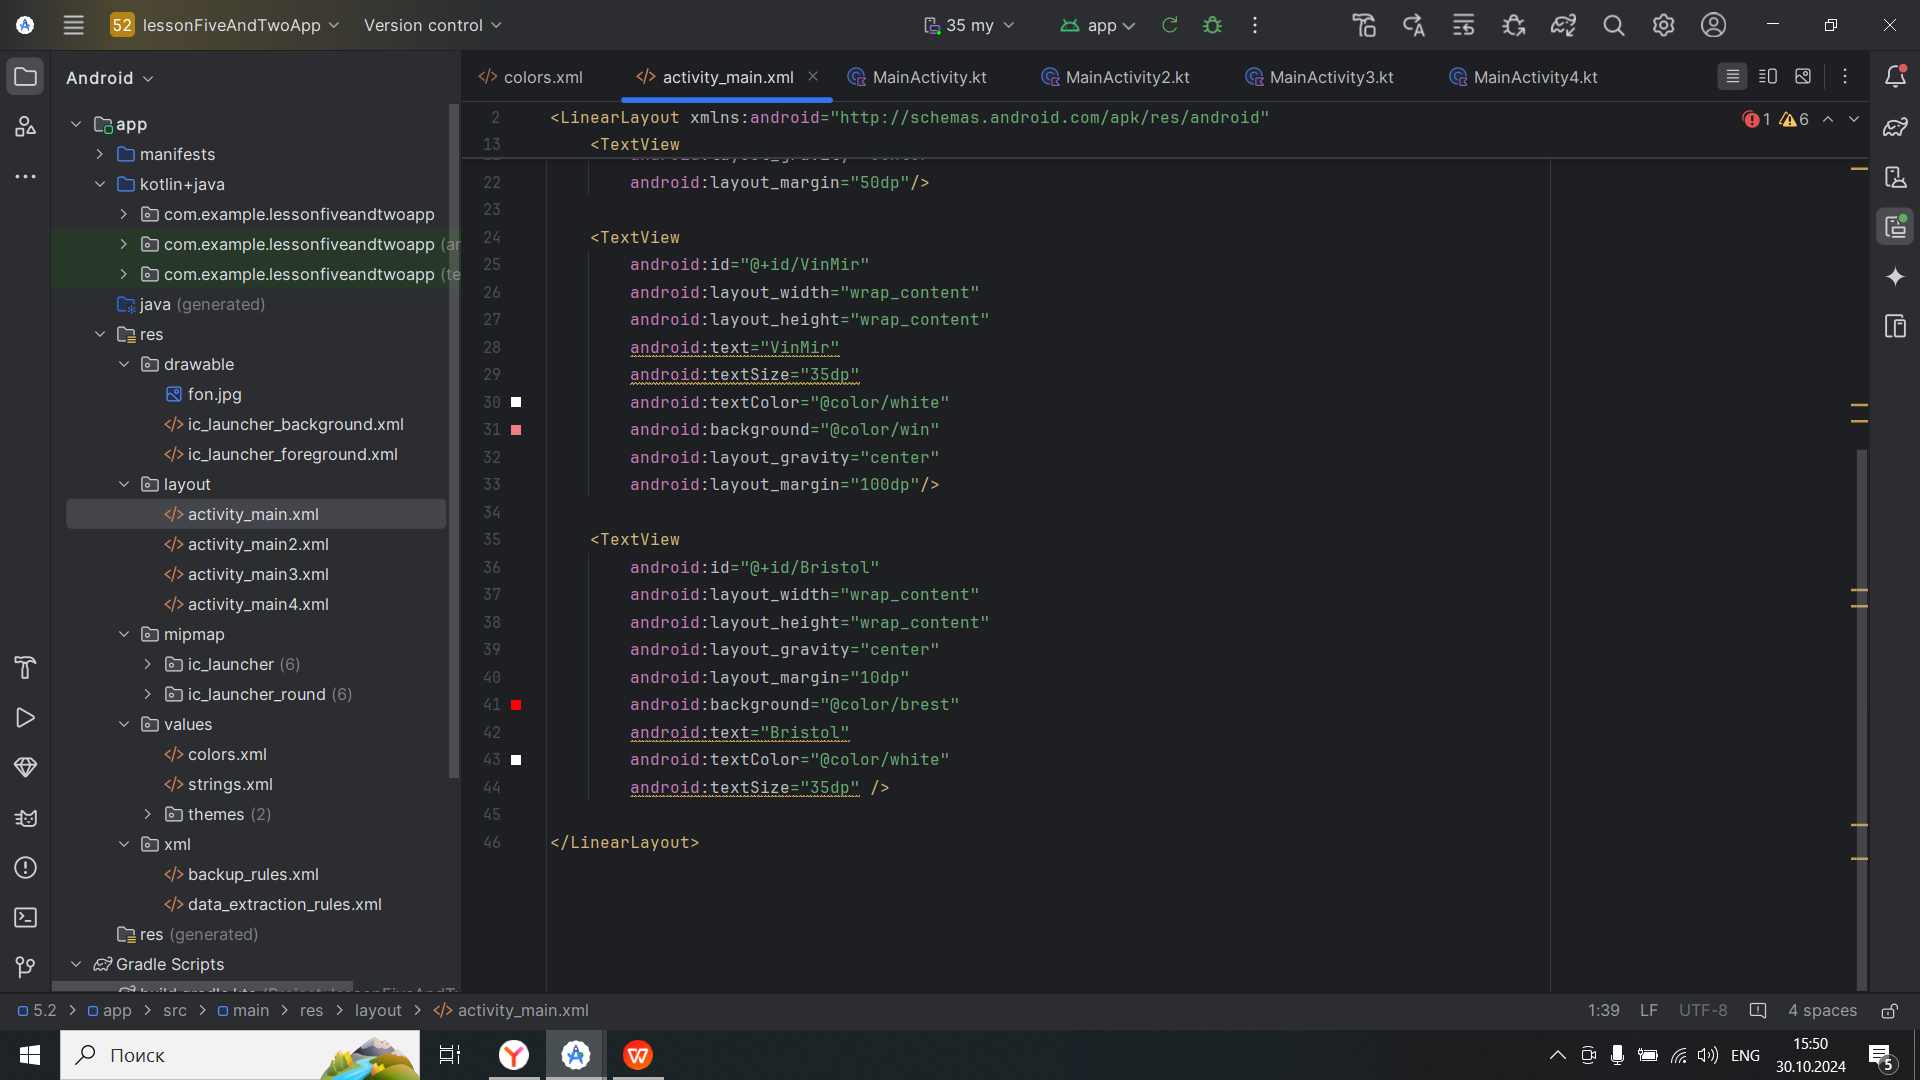 52 lessonFiveAndTwoApp Version control 35 my app
Android
app
manifests
kotlin+java
com.example.lessonfiveandtwoapp
com.example.lessonfiveandtwoapp (ar
com.example.lessonfiveandtwoapp (te
java (generated)
res
drawable
fon.jpg
ic_launcher_background.xml
ic_launcher_foreground.xml
layout
activity_main.xml
activity_main2.xml
activity_main3.xml
activity_main4.xml
mipmap
ic_launcher (6)
ic_launcher_round (6)
values
colors.xml
strings.xml
themes (2)
xml
backup_rules.xml
data_extraction_rules.xml
res (generated)
Gradle Scripts
colors.xml activity_main.xml MainActivity.kt MainActivity2.kt MainActivity3.kt MainActivity4.kt
1 6
2 <LinearLayout xmlns:android="http://schemas.android.com/apk/res/android"
13 <TextView
22 android:layout_margin="50dp"/>
23
24 <TextView
25 android:id="@+id/VinMir"
26 android:layout_width="wrap_content"
27 android:layout_height="wrap_content"
28 android:text="VinMir"
29 android:textSize="35dp"
30 android:textColor="@color/white"
31 android:background="@color/win"
32 android:layout_gravity="center"
33 android:layout_margin="100dp"/>
34
35 <TextView
36 android:id="@+id/Bristol"
37 android:layout_width="wrap_content"
38 android:layout_height="wrap_content"
39 android:layout_gravity="center"
40 android:layout_margin="10dp"
41 android:background="@color/brest"
42 android:text="Bristol"
43 android:textColor="@color/white"
44 android:textSize="35dp" />
45
46 </LinearLayout>
5.2 > app > src > main > res > layout > activity_main.xml
1:39 LF UTF-8 4 spaces
Поиск
ENG
15:50
30.10.2024
5